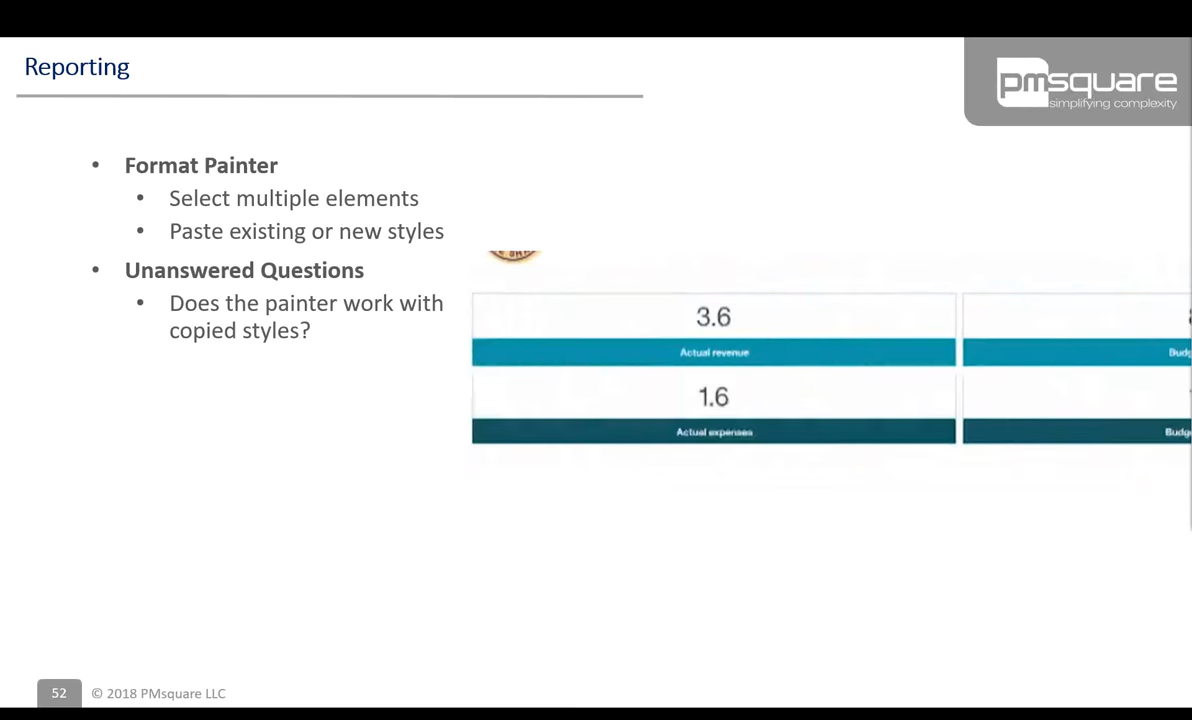 Reporting
pmsquare
simplifying complexity
• Format Painter
• Select multiple elements
• Paste existing or new styles
• Unanswered Questions
• Does the painter work with
copied styles?
3.6
Actual revenue
1.6
Actual expenses
52
© 2018 PMsquare LLC